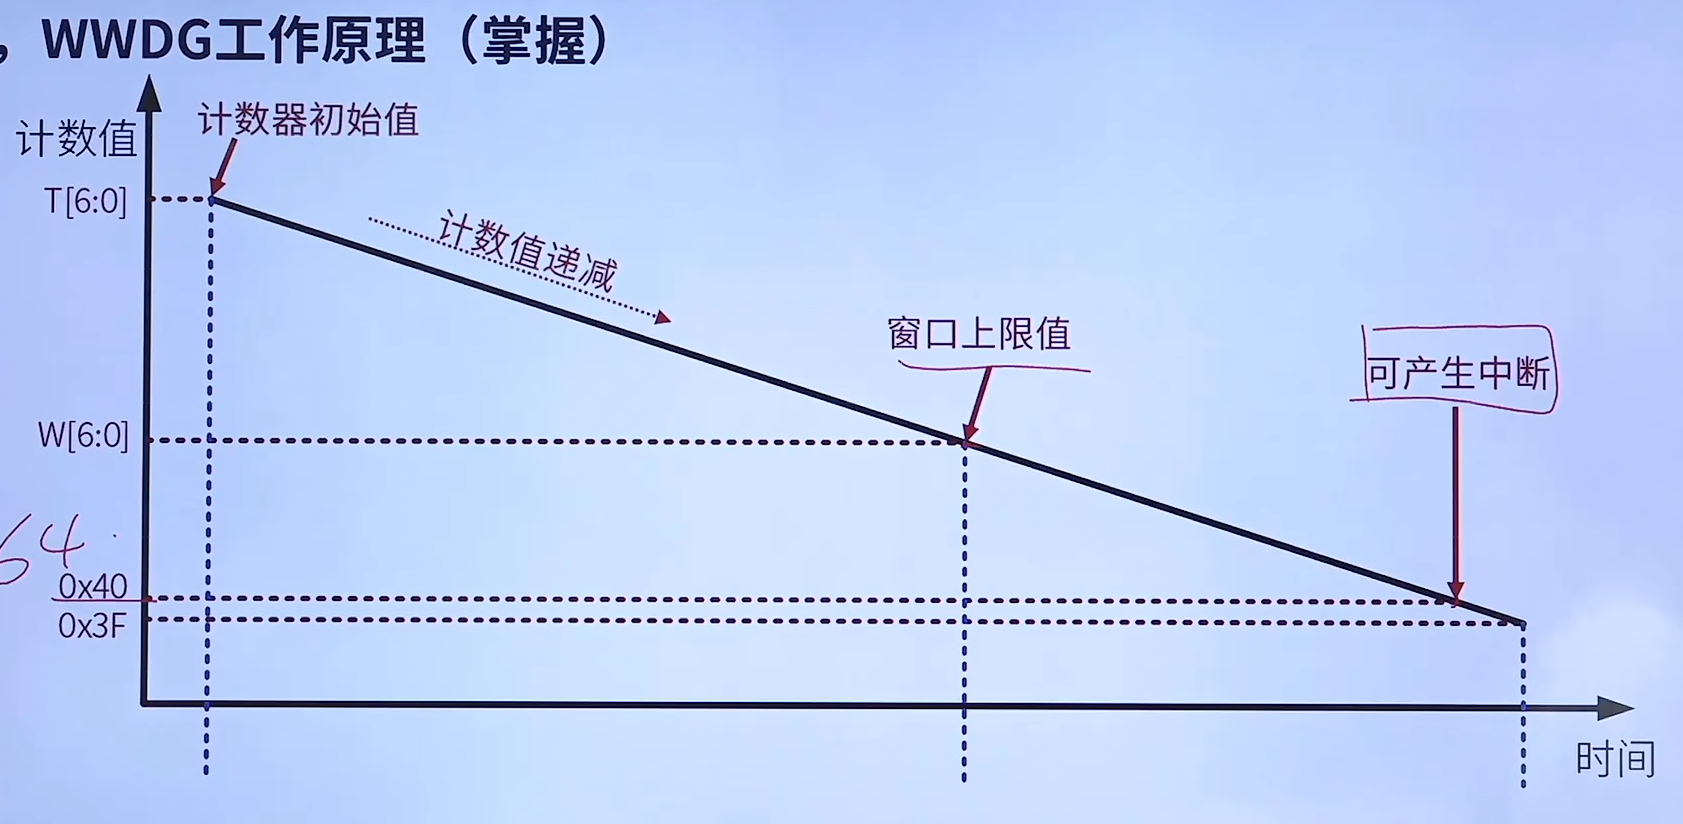 ，WWDG工作原理（掌握）
计数器初始值
计数值
T[6:0]
计数值递减
窗口上限值
可产生中断
W[6:0]
64
0x40
0x3F
时间